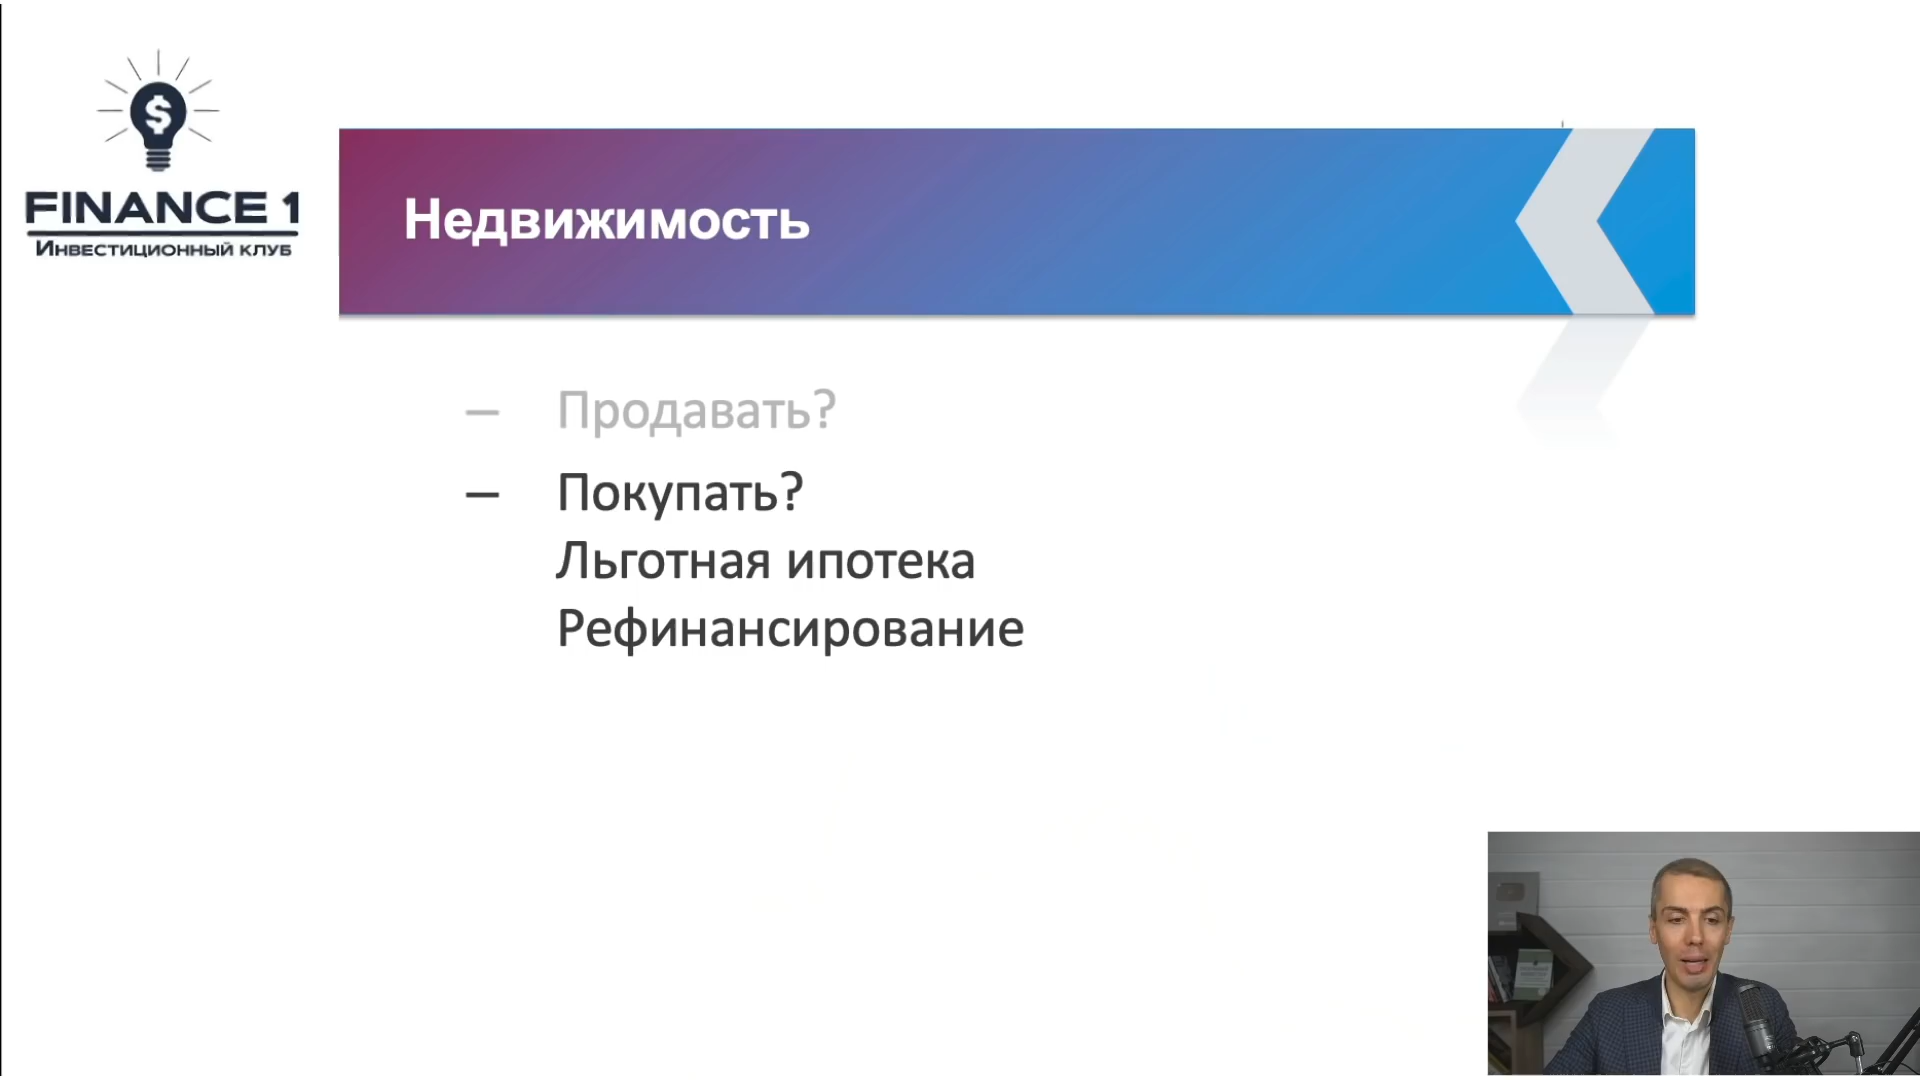 $
FINANCE 1
Инвестиционный клуб
Недвижимость
– Продавать?
– Покупать?
Льготная ипотека
Рефинансирование